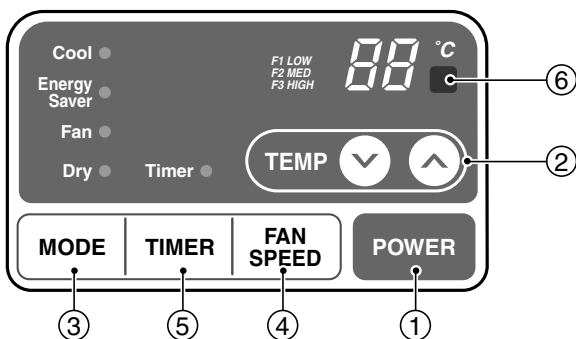 Cool
Energy
Saver
Fan
Dry
Timer
F1 LOW
F2 MED
F3 HIGH
88 °C
TEMP
MODE
TIMER
FAN
SPEED
POWER
⑥
②
③
⑤
④
①